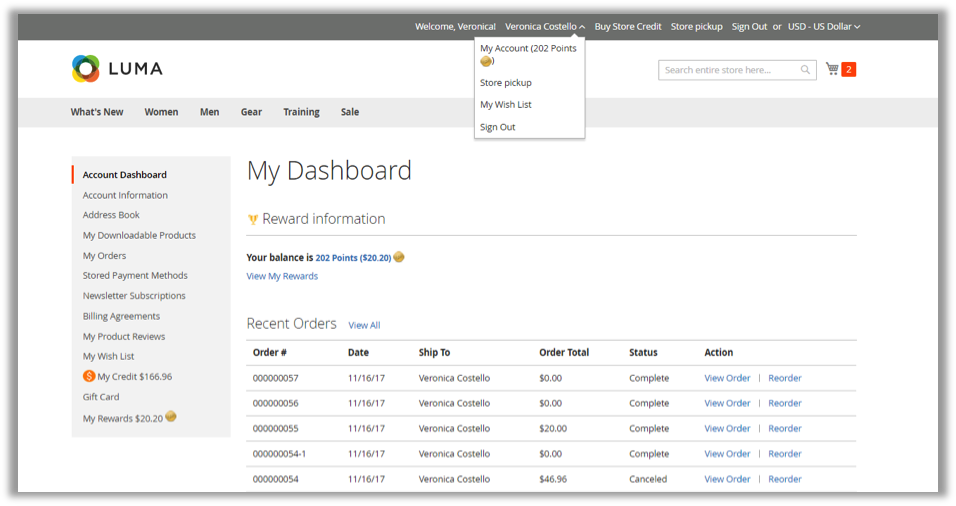 Welcome, Veronica! Veronica Costello Buy Store Credit Store pickup Sign Out or USD - US Dollar
My Account (202 Points
)
Store pickup
My Wish List
Sign Out
LUMA
Search entire store here...
2
What's New Women Men Gear Training Sale
Account Dashboard
Account Information
Address Book
My Downloadable Products
My Orders
Stored Payment Methods
Newsletter Subscriptions
Billing Agreements
My Product Reviews
My Wish List
$ My Credit $166.96
Gift Card
My Rewards $20.20
My Dashboard
Reward information
Your balance is 202 Points ($20.20)
View My Rewards
Recent Orders View All
Order # Date Ship To Order Total Status Action
000000057 11/16/17 Veronica Costello $0.00 Complete View Order | Reorder
000000056 11/16/17 Veronica Costello $0.00 Complete View Order | Reorder
000000055 11/16/17 Veronica Costello $20.00 Complete View Order | Reorder
000000054-1 11/16/17 Veronica Costello $0.00 Complete View Order | Reorder
000000054 11/16/17 Veronica Costello $46.96 Canceled View Order | Reorder